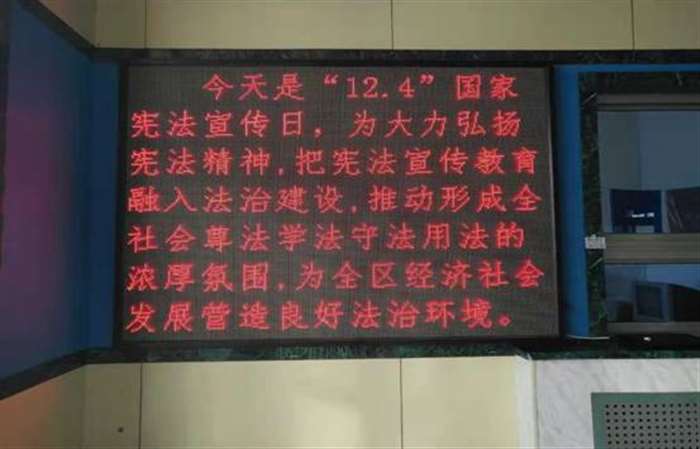 今天是“12.4”国家
宪法宣传日，为大力弘扬
宪法精神,把宪法宣传教育
融入法治建设,推动形成全
社会尊法学法守法用法的
浓厚氛围,为全区经济社会
发展营造良好法治环境。